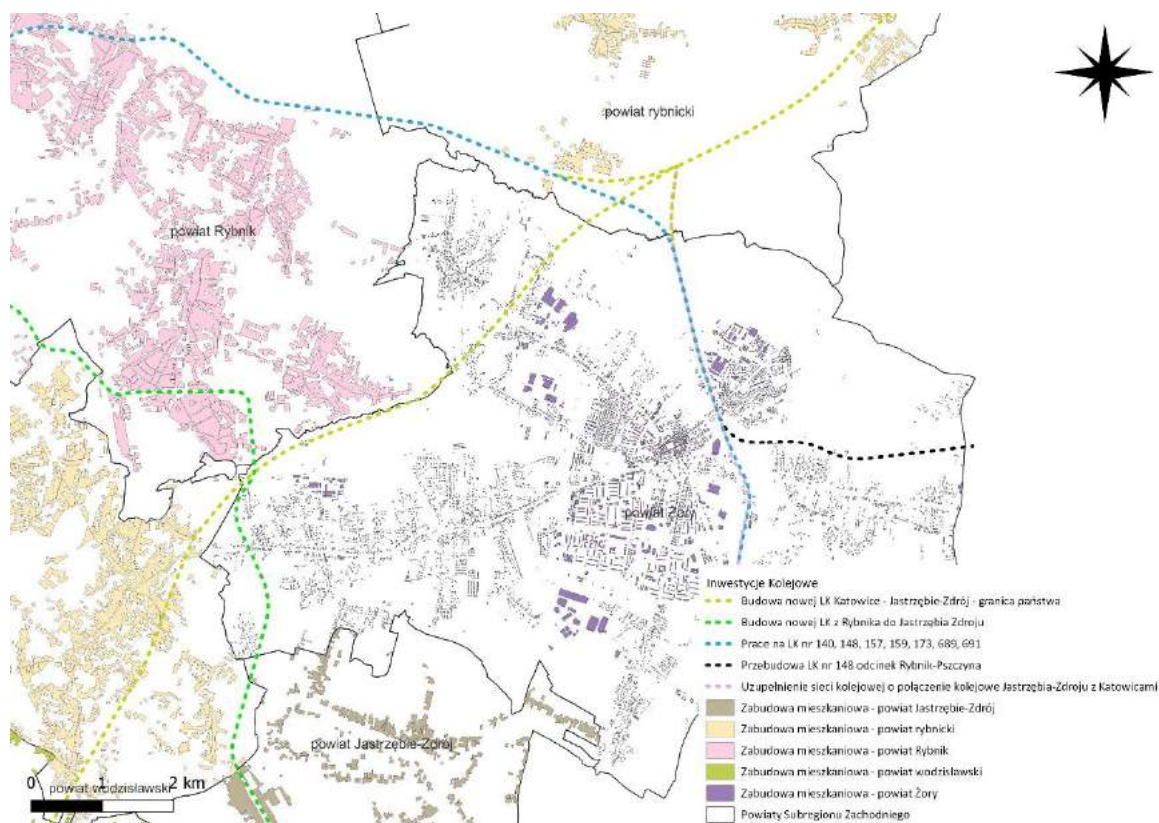 powiat rybnicki
powiat Rybnik
powiat Żory
powiat Jastrzębie-Zdrój
0 1 2 km
powiat wodzisławski
Inwestycje Kolejowe
Budowa nowej LK Katowice - Jastrzębie-Zdrój - granica państwa
Budowa nowej LK z Rybnika do Jastrzębia Zdroju
Prace na LK nr 140, 148, 157, 159, 173, 689, 691
Przebudowa LK nr 148 odcinek Rybnik-Pszczyna
Uzupełnienie sieci kolejowej o połączenie kolejowe Jastrzębia-Zdroju z Katowicami
Zabudowa mieszkaniowa - powiat Jastrzębie-Zdrój
Zabudowa mieszkaniowa - powiat rybnicki
Zabudowa mieszkaniowa - powiat Rybnik
Zabudowa mieszkaniowa - powiat wodzisławski
Zabudowa mieszkaniowa - powiat Żory
Powiaty Subregionu Zachodniego